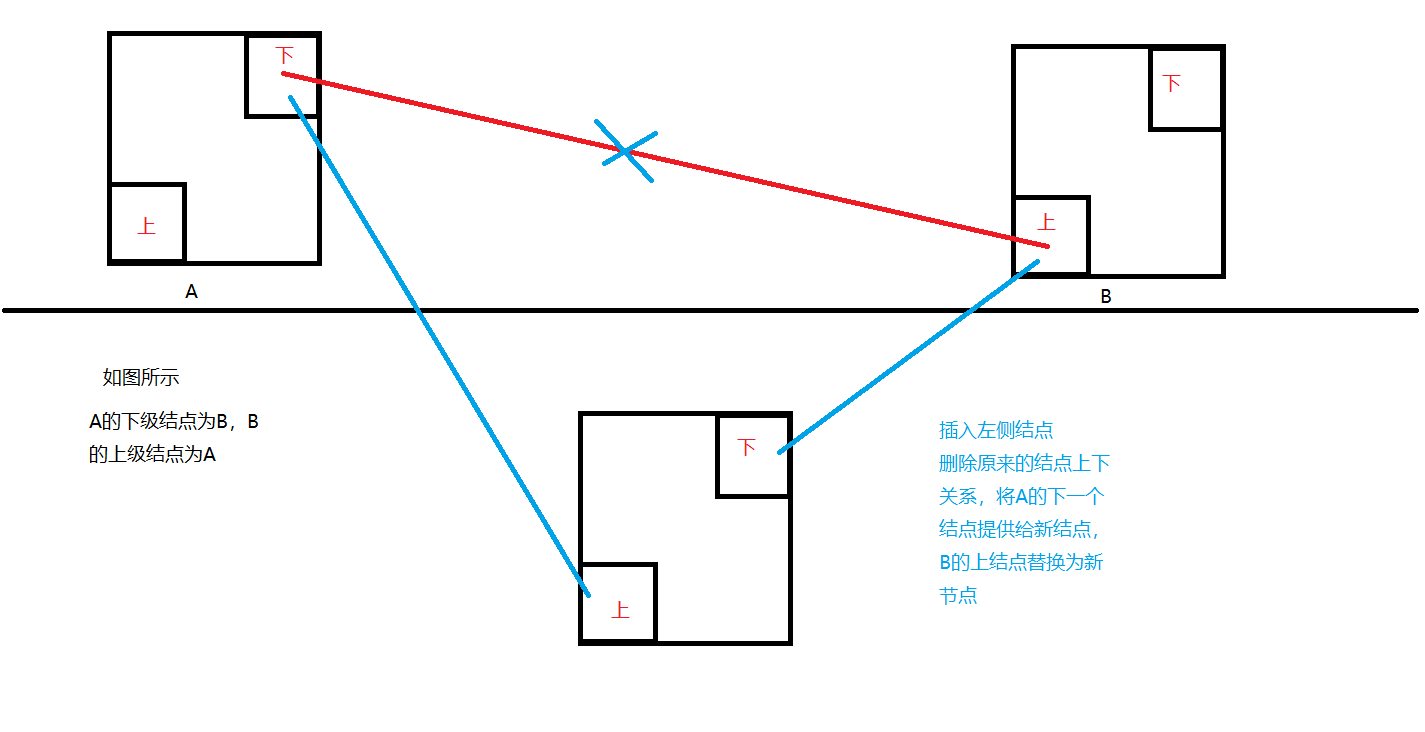 下
下
上
上
A
B
如图所示
A的下级结点为B，B
的上级结点为A
下
上
插入左侧结点
删除原来的结点上下
关系，将A的下一个
结点提供给新结点，
B的上结点替换为新
节点